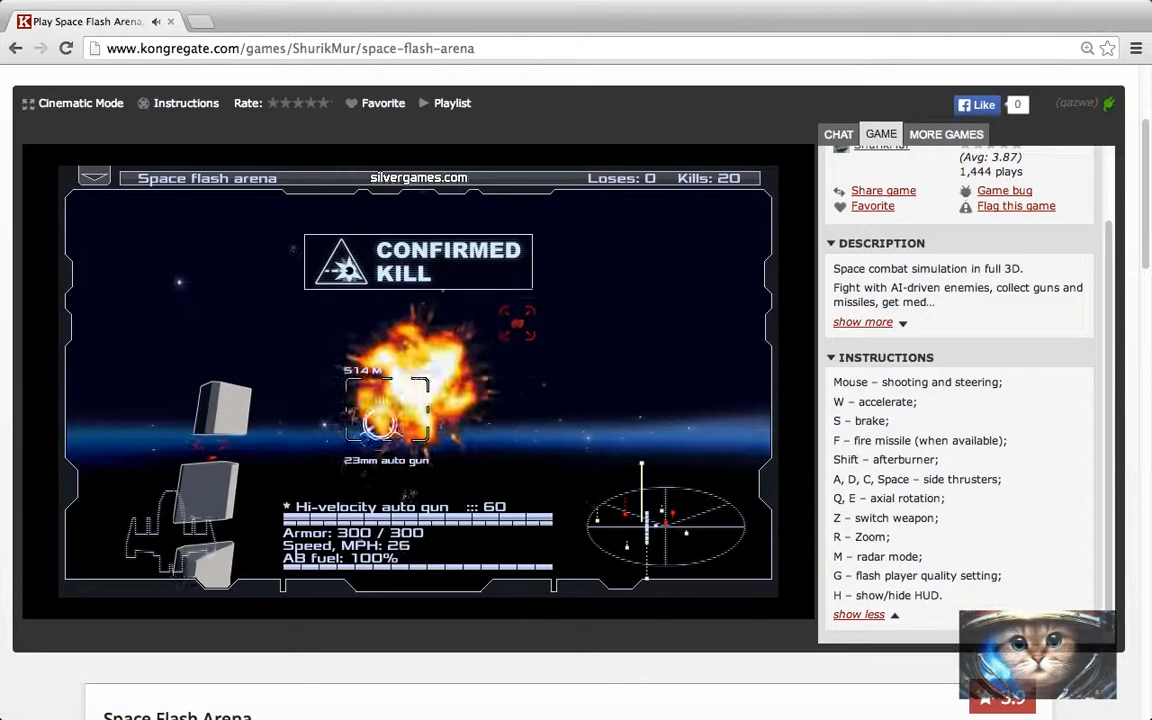 Play Space Flash Arena,
www.kongregate.com/games/ShurikMur/space-flash-arena
Cinematic Mode
Instructions
Rate:
Favorite
Playlist
Like
0
(qazwe)
CHAT
GAME
MORE GAMES
ShurikMur
(Avg: 3.87)
1,444 plays
Share game
Game bug
Favorite
Flag this game
DESCRIPTION
Space combat simulation in full 3D.
Fight with AI-driven enemies, collect guns and
missiles, get med...
show more
INSTRUCTIONS
Mouse – shooting and steering;
W – accelerate;
S – brake;
F – fire missile (when available);
Shift – afterburner;
A, D, C, Space – side thrusters;
Q, E – axial rotation;
Z – switch weapon;
R – Zoom;
M – radar mode;
G – flash player quality setting;
H – show/hide HUD.
show less
Space flash arena
silvergames.com
Loses: 0
Kills: 20
CONFIRMED
KILL
514 M
23mm auto gun
* Hi-velocity auto gun ::: 60
Armor: 300 / 300
Speed, MPH: 26
AB fuel: 100%
3.9
Space Flash Arena